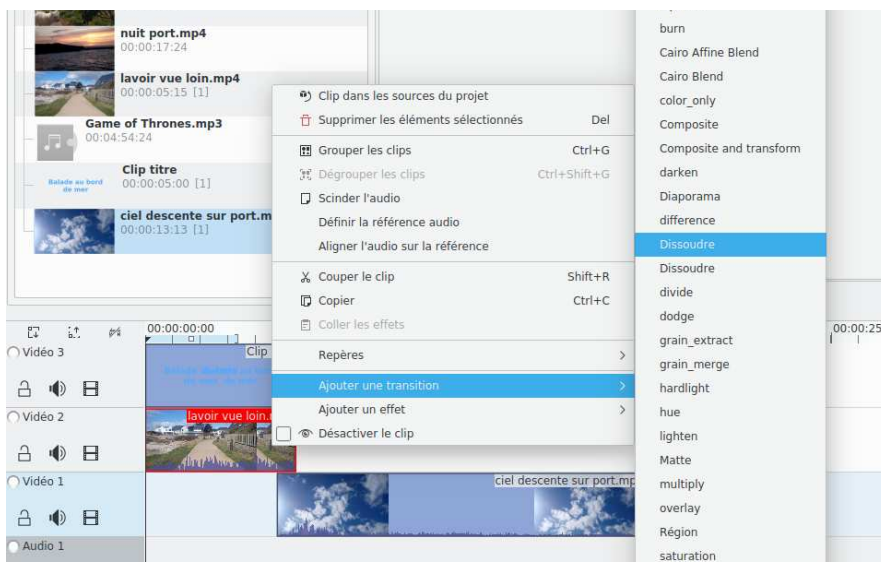 nuit port.mp4
00:00:17:24
lavoir vue loin.mp4
00:00:05:15 [1]
Game of Thrones.mp3
00:04:54:24
Clip titre
00:00:05:00 [1]
Balade au bord
de mer
ciel descente sur port.m
00:00:13:13 [1]
Clip dans les sources du projet
Supprimer les éléments sélectionnés Del
Grouper les clips Ctrl+G
Dégrouper les clips Ctrl+Shift+G
Scinder l'audio
Définir la référence audio
Aligner l'audio sur la référence
Couper le clip Shift+R
Copier Ctrl+C
Coller les effets
Repères
Ajouter une transition
Ajouter un effet
Désactiver le clip
burn
Cairo Affine Blend
Cairo Blend
color_only
Composite
Composite and transform
darken
Diaporama
difference
Dissoudre
Dissoudre
divide
dodge
grain_extract
grain_merge
hardlight
hue
lighten
Matte
multiply
overlay
Région
saturation
00:00:00:00
00:00:25
Vidéo 3
Clip
Vidéo 2
lavoir vue loin.
Vidéo 1
ciel descente sur port.mp
Audio 1